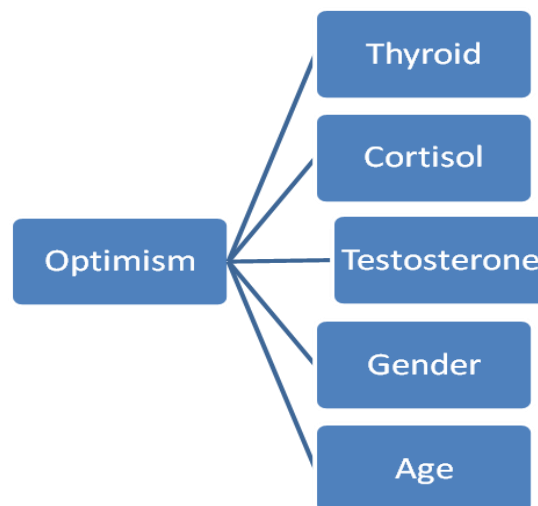 Thyroid
Cortisol
Optimism
Testosterone
Gender
Age